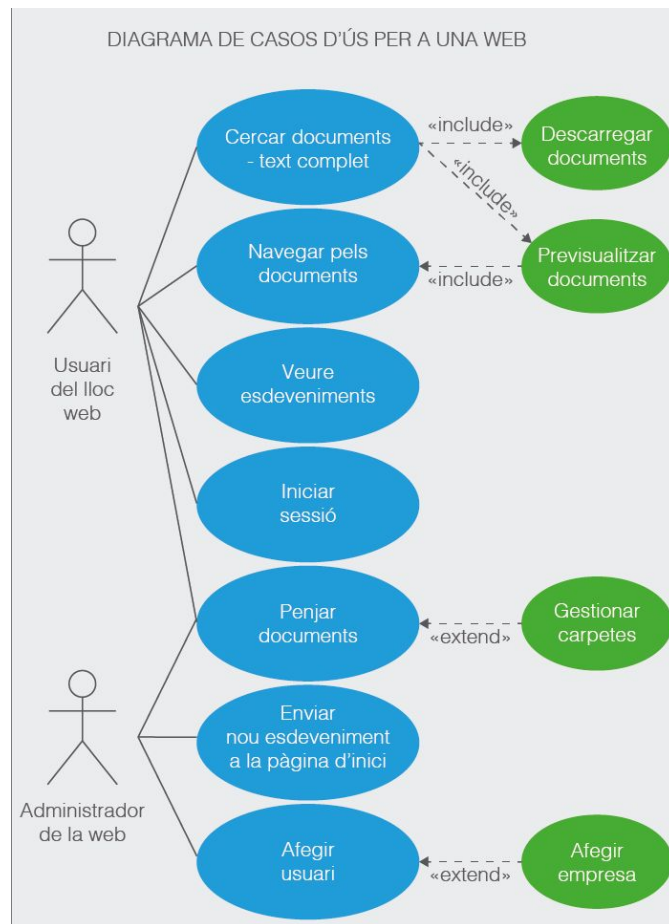 DIAGRAMA DE CASOS D'ÚS PER A UNA WEB
Cercar documents
- text complet
«include»
Descarregar
documents
«include»
Navegar pels
documents
«include»
Previsualitzar
documents
Usuari
del lloc
web
Veure
esdeveniments
Iniciar
sessió
Penjar
documents
«extend»
Gestionar
carpetes
Enviar
nou esdeveniment
a la pàgina d'inici
Administrador
de la web
Afegir
usuari
«extend»
Afegir
empresa